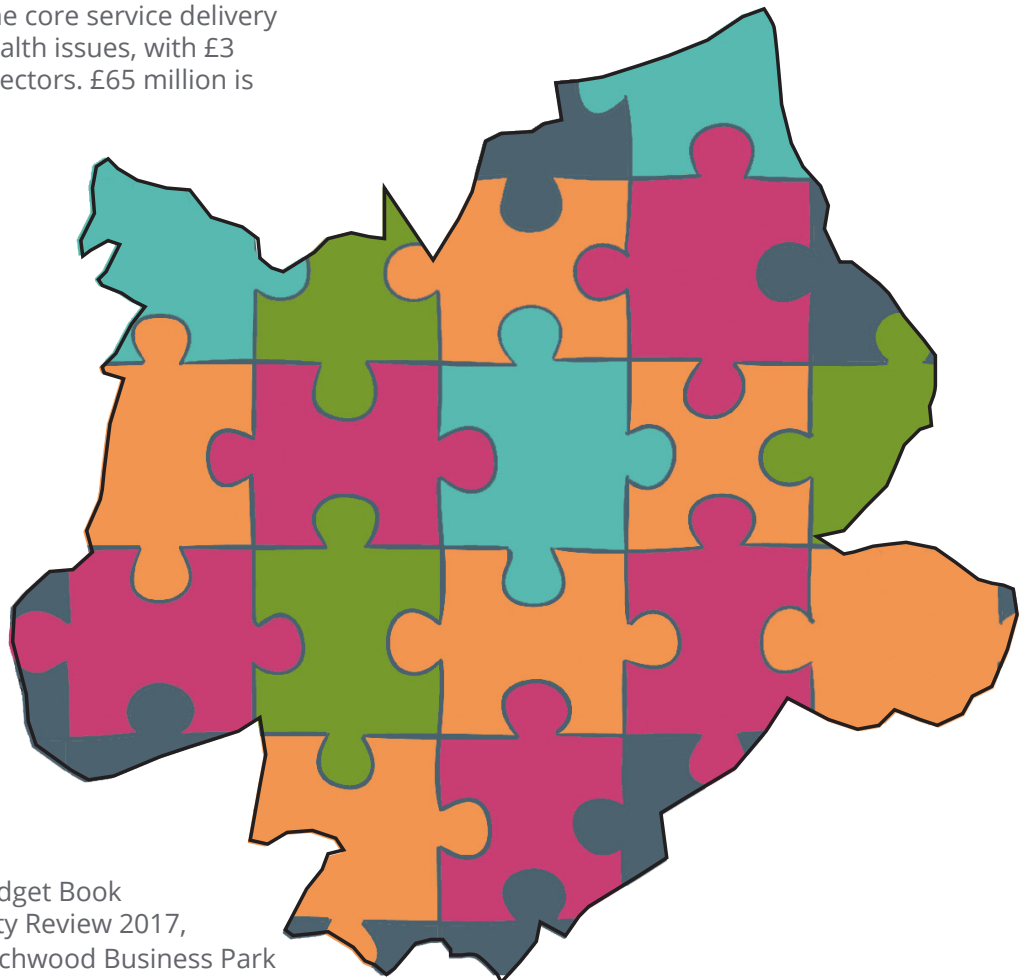 ne core service delivery
alth issues, with £3
ectors. £65 million is
dget Book
ty Review 2017,
chwood Business Park